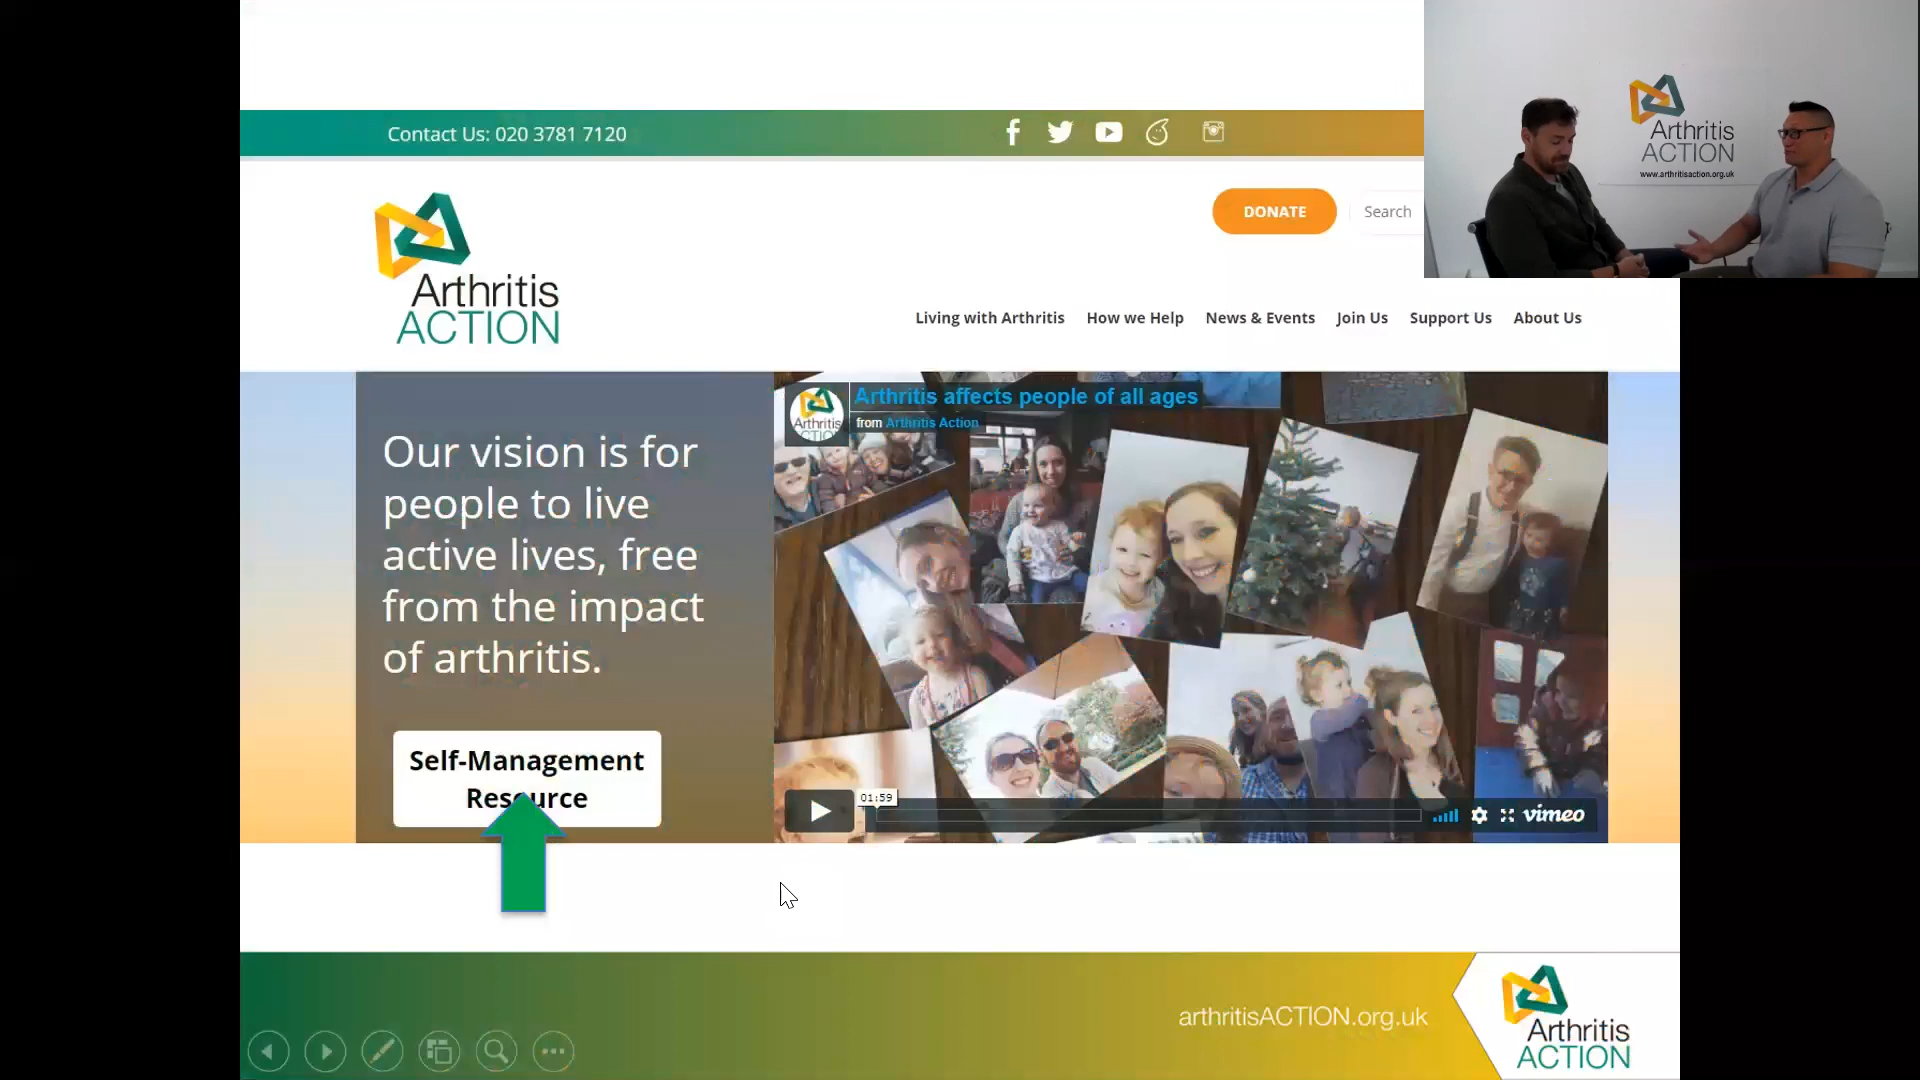 Contact Us: 020 3781 7120
Arthritis
ACTION
www.arthritisaction.org.uk
DONATE
Search
Arthritis
ACTION
Living with Arthritis
How we Help
News & Events
Join Us
Support Us
About Us
Our vision is for
people to live
active lives, free
from the impact
of arthritis.
Self-Management
Resource
Arthritis
Arthritis affects people of all ages
from Arthritis Action
01:59
vimeo
arthritisACTION.org.uk
Arthritis
ACTION